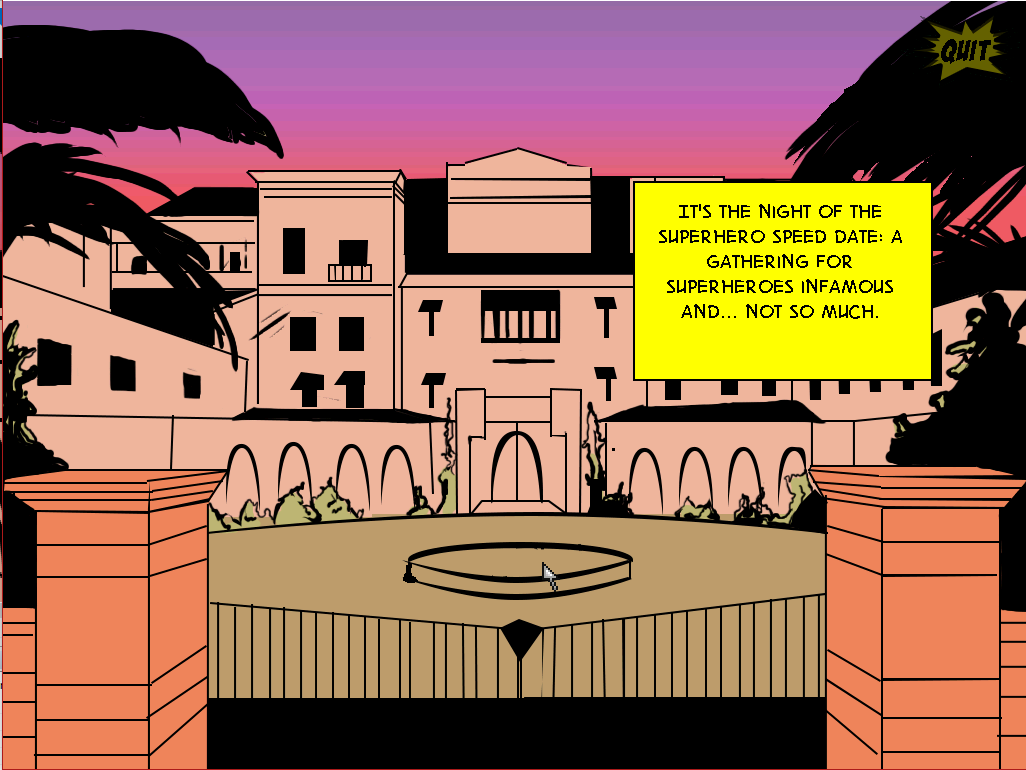 QUIT
IT'S THE NIGHT OF THE
SUPERHERO SPEED DATE: A
GATHERING FOR
SUPERHEROES INFAMOUS
AND... NOT SO MUCH.